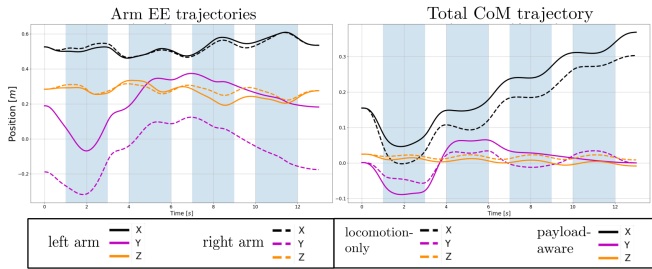 Arm EE trajectories
Total CoM trajectory
Position [m]
0.6
0.4
0.2
0.0
-0.2
0
2
4
6
8
10
12
Time [s]
0.3
0.2
0.1
0.0
-0.1
0
2
4
6
8
10
12
Time [s]
left arm
X
Y
Z
right arm
X
Y
Z
locomotion-
only
X
Y
Z
payload-
aware
X
Y
Z